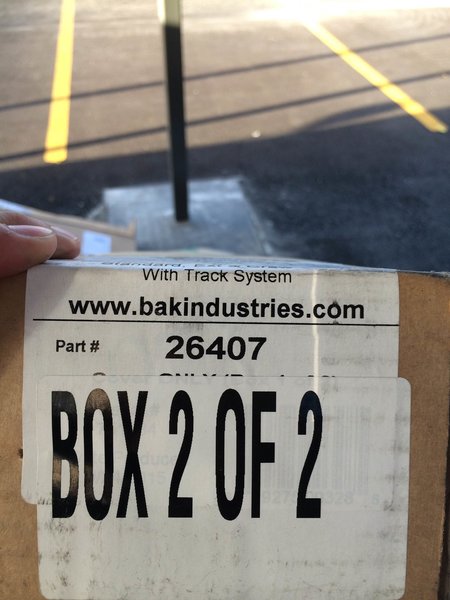 With Track System
www.bakindustries.com
Part # 26407
BOX 2 OF 2